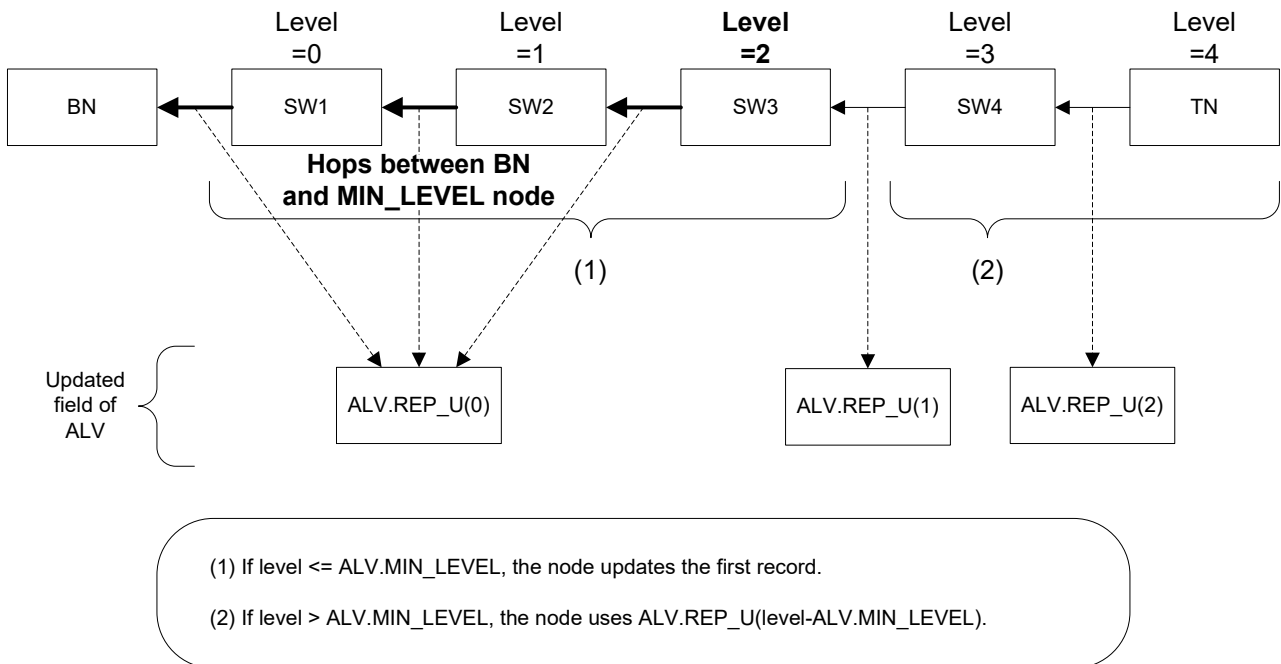 Level
=0
Level
=1
Level
=2
Level
=3
Level
=4
BN
SW1
SW2
SW3
SW4
TN
Hops between BN
and MIN_LEVEL node
(1)
(2)
Updated
field of
ALV
ALV.REP_U(0)
ALV.REP_U(1)
ALV.REP_U(2)
(1) If level <= ALV.MIN_LEVEL, the node updates the first record.
(2) If level > ALV.MIN_LEVEL, the node uses ALV.REP_U(level-ALV.MIN_LEVEL).